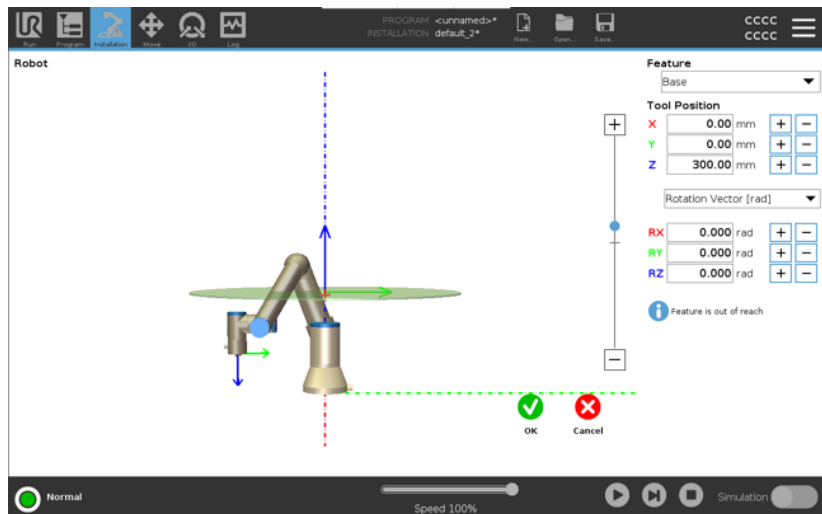 UR
PROGRAM <unnamed>*
INSTALLATION default_2*
Run Program Installation Move I/O Log
New... Open... Save...
CCCC
CCCC
Robot
Feature
Base
Tool Position
X 0.00 mm + −
Y 0.00 mm + −
Z 300.00 mm + −
Rotation Vector [rad]
RX 0.000 rad + −
RY 0.000 rad + −
RZ 0.000 rad + −
i Feature is out of reach
+
−
OK Cancel
Normal
Speed 100%
Simulation